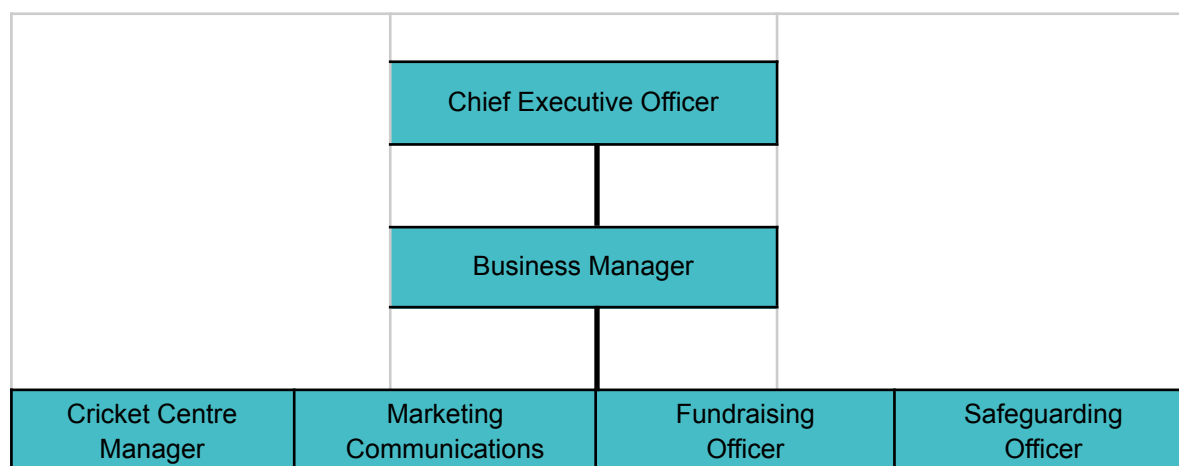 Chief Executive Officer
Business Manager
Cricket Centre
Manager
Marketing
Communications
Fundraising
Officer
Safeguarding
Officer